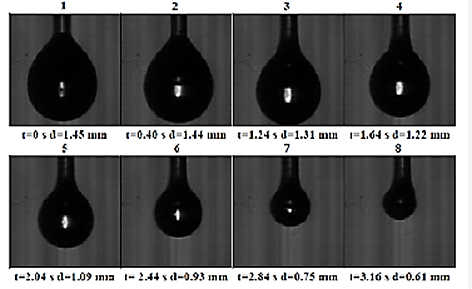 1 2 3 4
t=0 s d=1.45 mm t=0.40 s d=1.44 mm t=1.24 s d=1.31 mm t=1.64 s d=1.22 mm
5 6 7 8
t=2.04 s d=1.09 mm t= 2.44 s d=0.93 mm t=2.84 s d=0.75 mm t=3.16 s d=0.61 mm